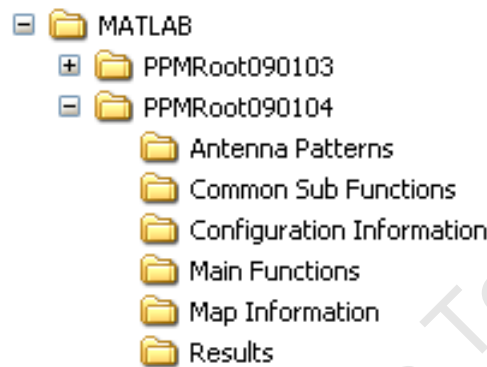 MATLAB
PPMRoot090103
PPMRoot090104
Antenna Patterns
Common Sub Functions
Configuration Information
Main Functions
Map Information
Results